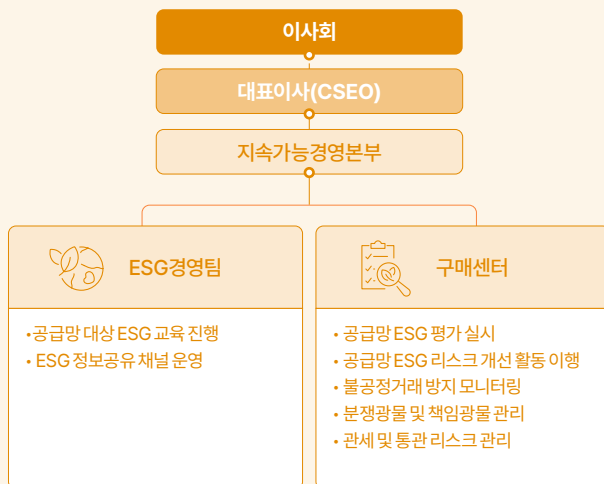 이사회
대표이사(CSEO)
지속가능경영본부
ESG경영팀
• 공급망 대상 ESG 교육 진행
• ESG 정보공유 채널 운영
구매센터
• 공급망 ESG 평가 실시
• 공급망 ESG 리스크 개선 활동 이행
• 불공정거래 방지 모니터링
• 분쟁광물 및 책임광물 관리
• 관세 및 통관 리스크 관리